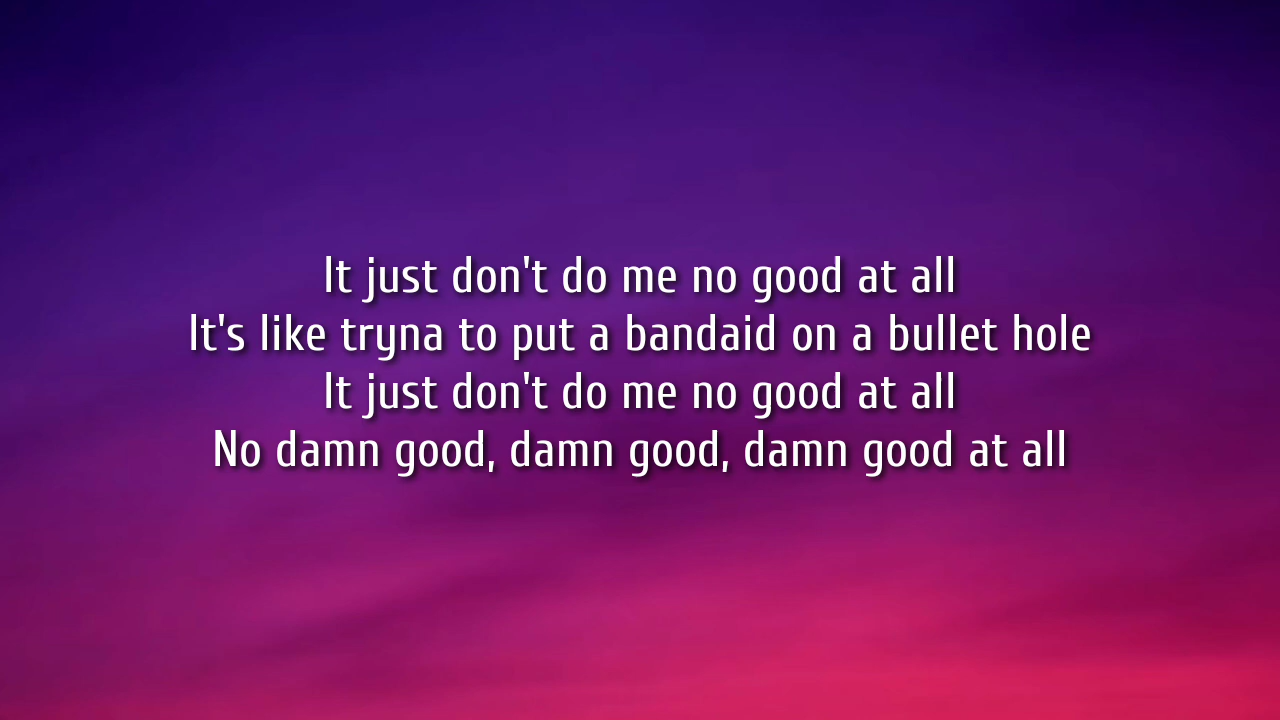 It just don't do me no good at all
It's like tryna to put a bandaid on a bullet hole
It just don't do me no good at all
No damn good, damn good, damn good at all